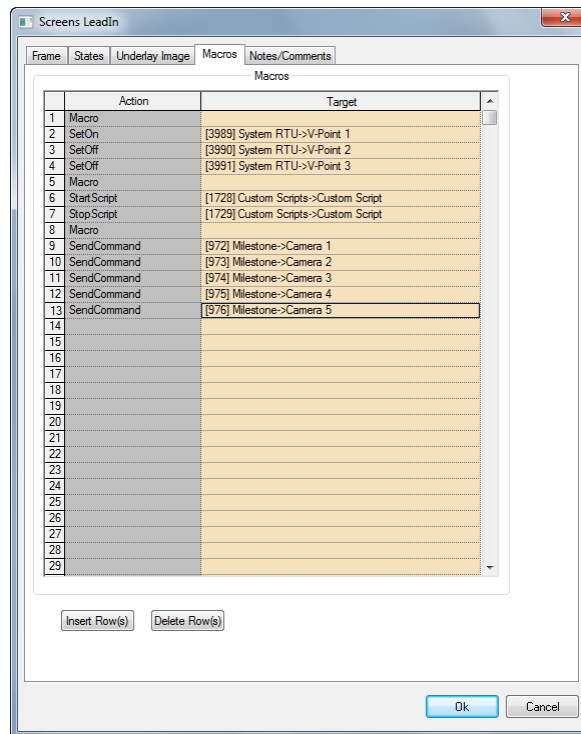 Screens LeadIn
Frame States Underlay Image Macros Notes/Comments
Macros
Action Target
1 Macro
2 SetOn [3989] System RTU->V-Point 1
3 SetOff [3990] System RTU->V-Point 2
4 SetOff [3991] System RTU->V-Point 3
5 Macro
6 StartScript [1728] Custom Scripts->Custom Script
7 StopScript [1729] Custom Scripts->Custom Script
8 Macro
9 SendCommand [972] Milestone->Camera 1
10 SendCommand [973] Milestone->Camera 2
11 SendCommand [974] Milestone->Camera 3
12 SendCommand [975] Milestone->Camera 4
13 SendCommand [976] Milestone->Camera 5
14
15
16
17
18
19
20
21
22
23
24
25
26
27
28
29
Insert Row(s) Delete Row(s)
Ok Cancel